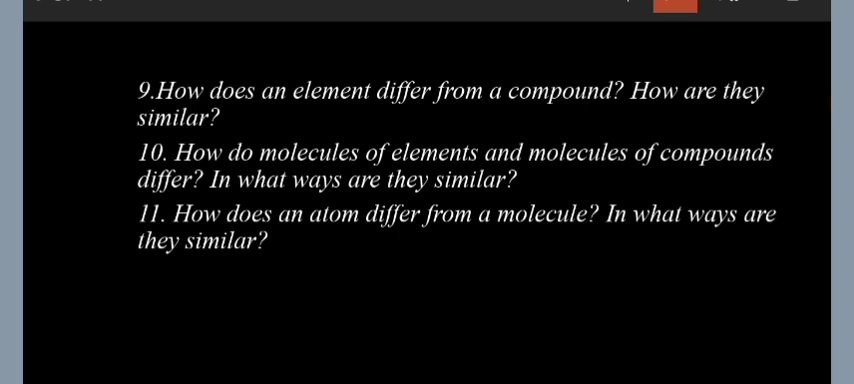 9.How does an element differ from a compound? How are they
similar?
10. How do molecules of elements and molecules of compounds
differ? In what ways are they similar?
11. How does an atom differ from a molecule? In what ways are
they similar?